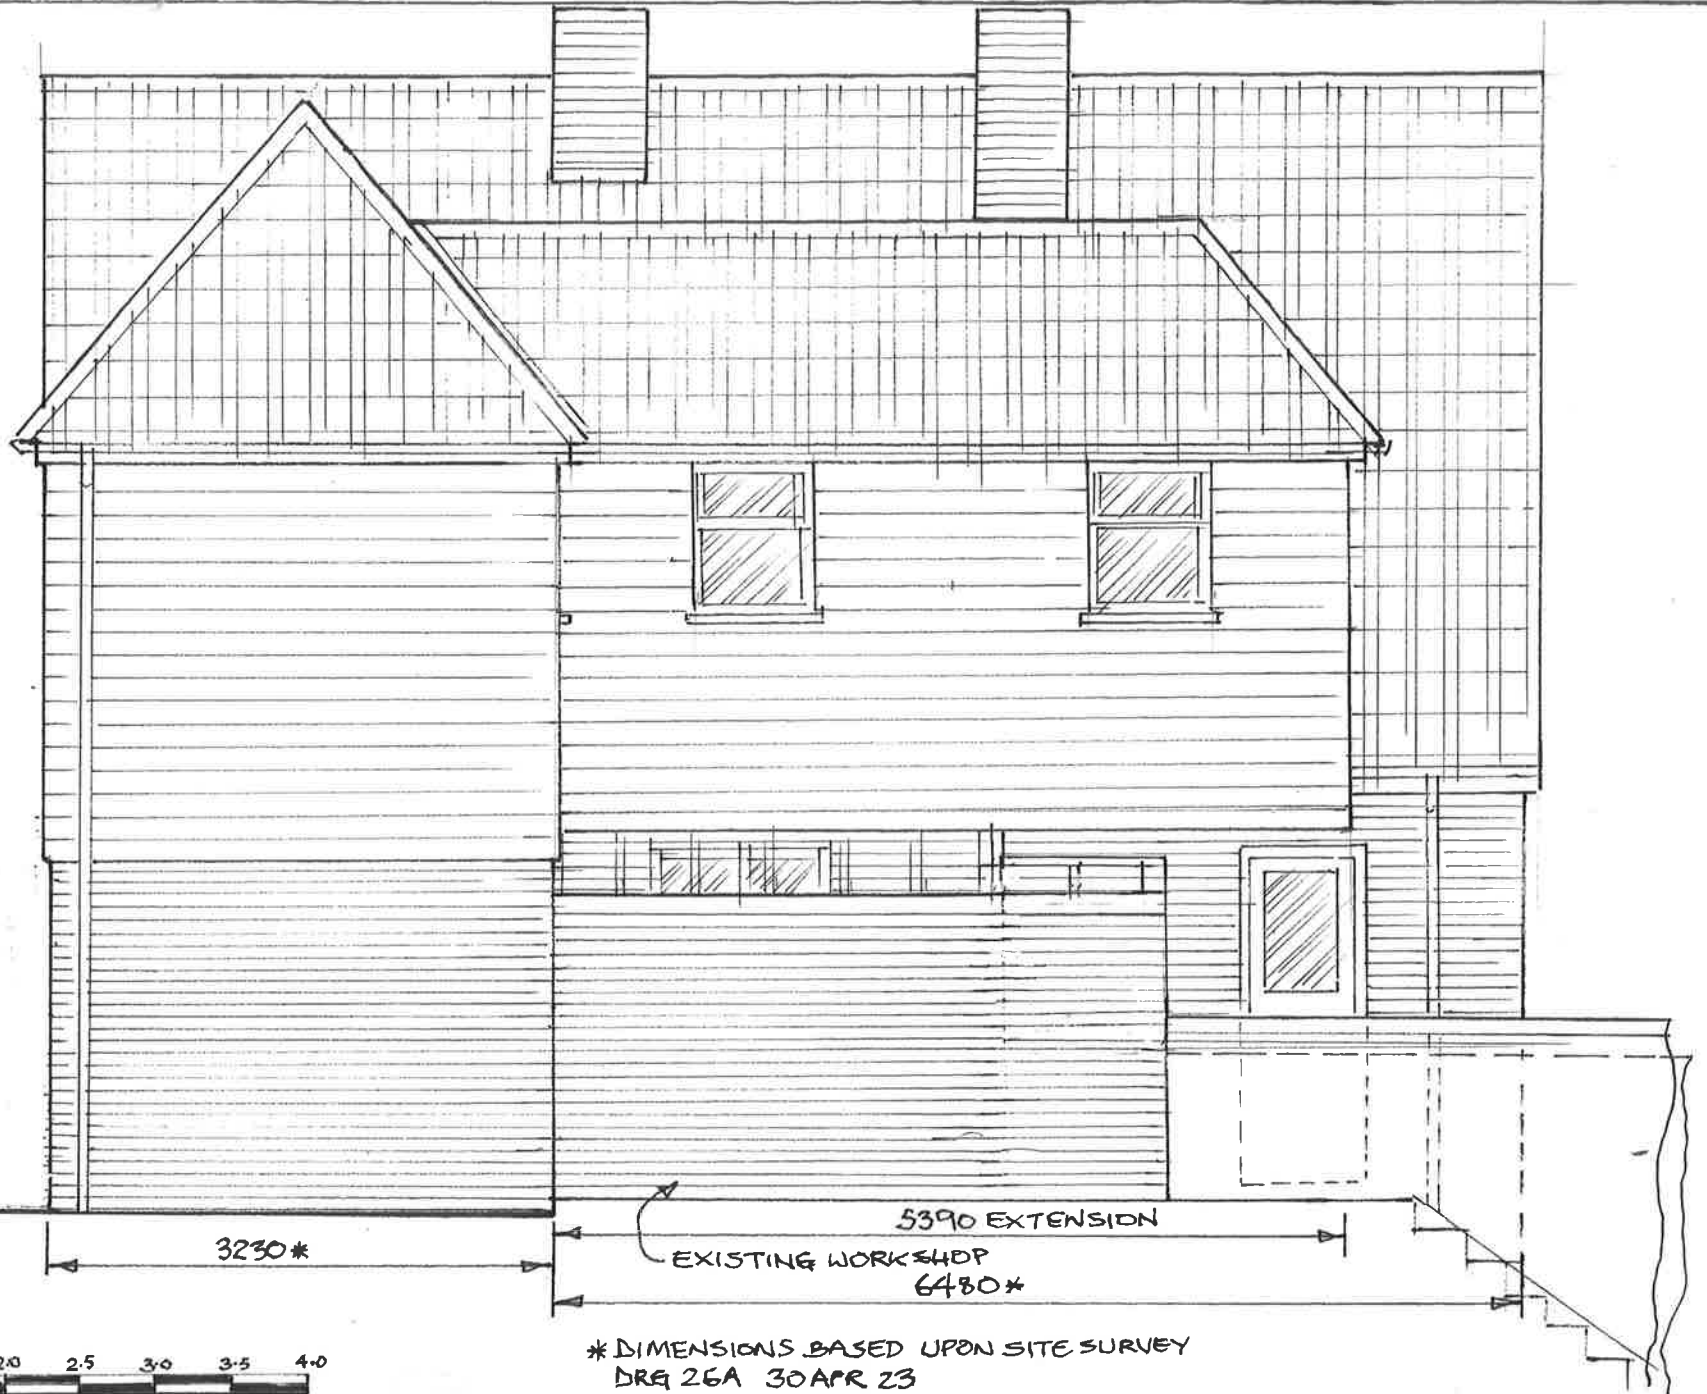 5390 EXTENSION
3230*
EXISTING WORKSHOP
6480*
* DIMENSIONS BASED UPON SITE SURVEY
DRG 26A 30 APR 23
2.0 2.5 3.0 3.5 4.0